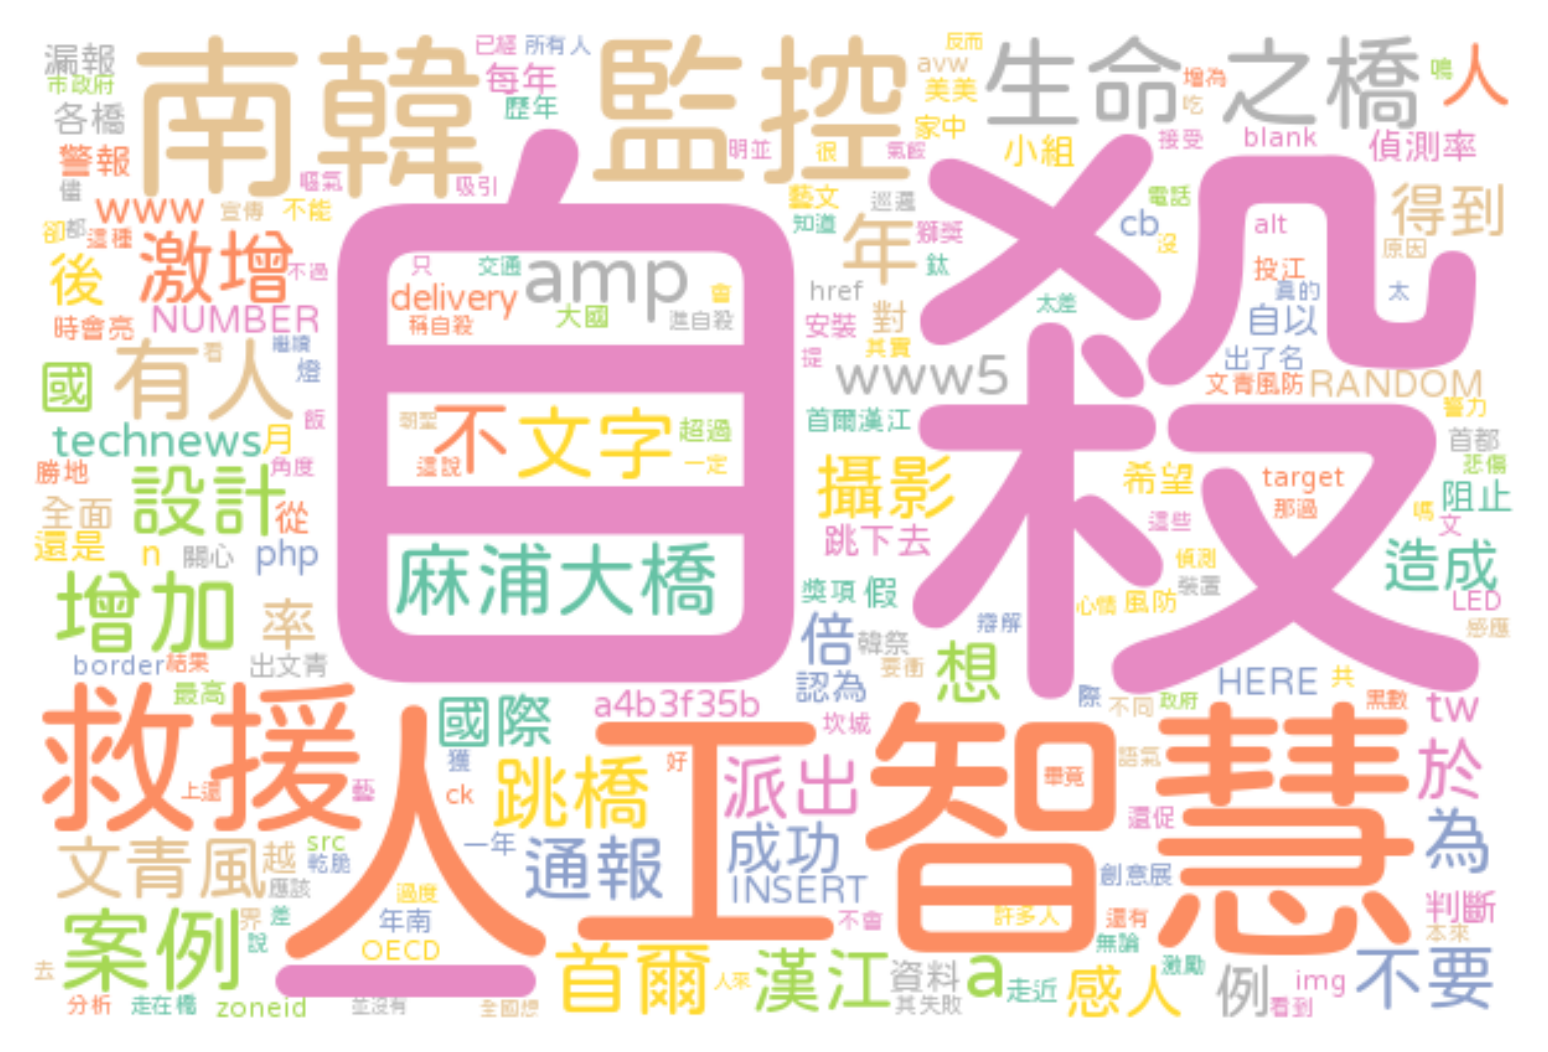 漏報
南韓
已經
所有人
監控
反而
生命之橋
鳴
人
市政府
每年
avw
增為
各橋
歷年
美美
吃
家中
警報
明並
很
氣餒
小組
接受
blank
偵測率
儘
嘔氣
吸引
自殺
藝文
巡邏
電話
得到
www
宣傳
不能
知道
年
獅獎
cb
沒
alt
原因
卻
都
這種
激增
不過
只
交通
amp
鈦
投江
後
delivery
會
href
太差
真的
太
NUMBER
稱自殺
大國
進自殺
安裝
對
自以
時會亮
有人
看
繼續
提
其實
出了名
國
燈
www5
文青風防
RANDOM
飯
朝聖
不
文字
超過
首爾漢江
響力
technews
月
首都
勝地
角度
還說
一定
攝影
希望
target
悲傷
設計
從
那過
阻止
全面
跳下去
這些
嗎
文
還是
n
關心
php
麻浦大橋
偵測
造成
增加
率
獎項
假
裝置
心情
風防
LED
倍
韓祭
辯解
感應
border
結果
出文青
要衝
想
最高
認為
HERE
共
救援
國際
a4b3f35b
際
不同
政府
黑數
tw
人工智慧
坎城
獲
跳橋
好
派出
畢竟
語氣
於
上還
藝
ck
還促
為
src
一年
文青風
越
乾脆
通報
成功
創意展
應該
過度
INSERT
判斷
案例
界
差
年南
不會
許多人
還有
本來
說
OECD
無論
去
首爾
人來
漢江
資料
a
走近
激勵
感人
例
img
不要
分析
走在橋
zoneid
並沒有
全國想
其失敗
看到
一